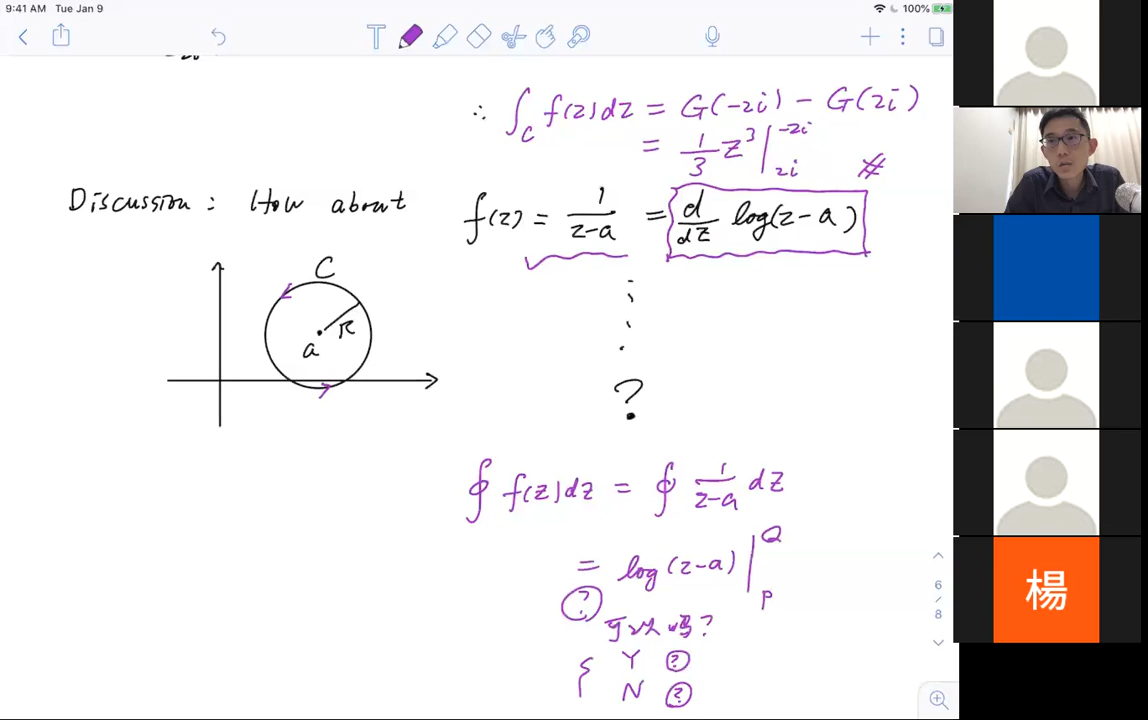 9:41 AM Tue Jan 9
100%
∴ ∫_C f(z)dz = G(-2i) - G(2i)
= 1/3 z³ |_{2i}^{-2i} #
Discussion: How about f(z) = 1/(z-a) = d/dz log(z-a)
C
R
a
?
∮ f(z)dz = ∮ 1/(z-a) dz
= log(z-a) |_P^Q
?
可以吗?
{ Y ?
N ?
6
/
8
楊